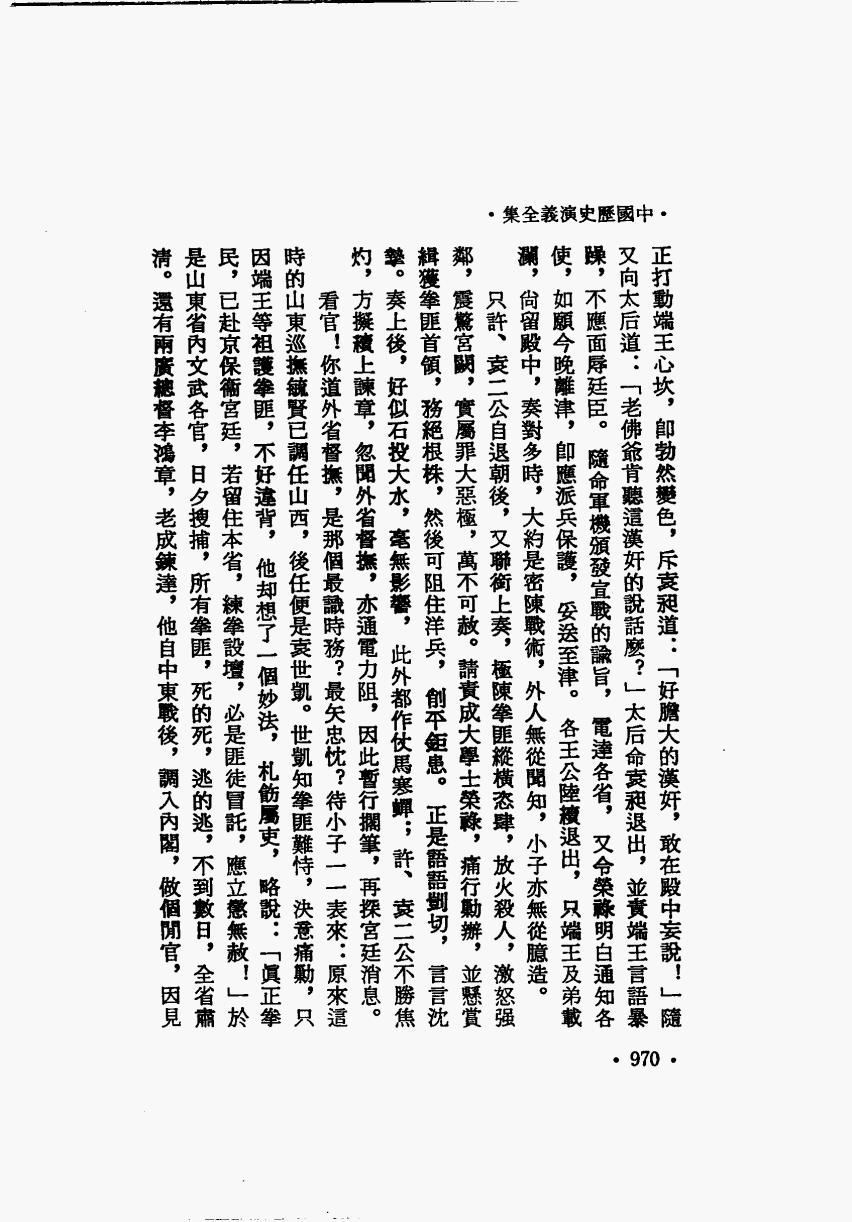 ·中國歷史演義全集·
正打動端王心坎，卽勃然變色，斥袁昶道：「好膽大的漢奸，敢在殿中妄說！」隨
又向太后道：「老佛爺肯聽這漢奸的說話麼？」太后命袁昶退出，並責端王言語暴
躁，不應面辱廷臣。隨命軍機頒發宣戰的諭旨，電達各省，又令榮祿明白通知各
使，如願今晚離津，卽應派兵保護，妥送至津。各王公陸續退出，只端王及弟載
瀾，尙留殿中，奏對多時，大約是密陳戰術，外人無從聞知，小子亦無從臆造。
只許、袁二公自退朝後，又聯銜上奏，極陳拳匪縱橫恣肆，放火殺人，激怒强
鄰，震驚宮闕，實屬罪大惡極，萬不可赦。請責成大學士榮祿，痛行勦辦，並懸賞
緝獲拳匪首領，務絕根株，然後可阻住洋兵，削平鉅患。正是語語剴切，言言沈
摯。奏上後，好似石投大水，毫無影響，此外都作仗馬寒蟬；許、袁二公不勝焦
灼，方擬續上諫章，忽聞外省督撫，亦通電力阻，因此暫行擱筆，再探宮廷消息。
看官！你道外省督撫，是那個最識時務？最矢忠忱？待小子一一表來：原來這
時的山東巡撫毓賢已調任山西，後任便是袁世凱。世凱知拳匪難恃，決意痛勦，只
因端王等袒護拳匪，不好違背，他却想了一個妙法，札飭屬吏，略說：「眞正拳
民，已赴京保衞宮廷，若留住本省，練拳設壇，必是匪徒冒託，應立懲無赦！」於
是山東省內文武各官，日夕搜捕，所有拳匪，死的死，逃的逃，不到數日，全省肅
淸。還有兩廣總督李鴻章，老成鍊達，他自中東戰後，調入內閣，做個閒官，因見
·970·